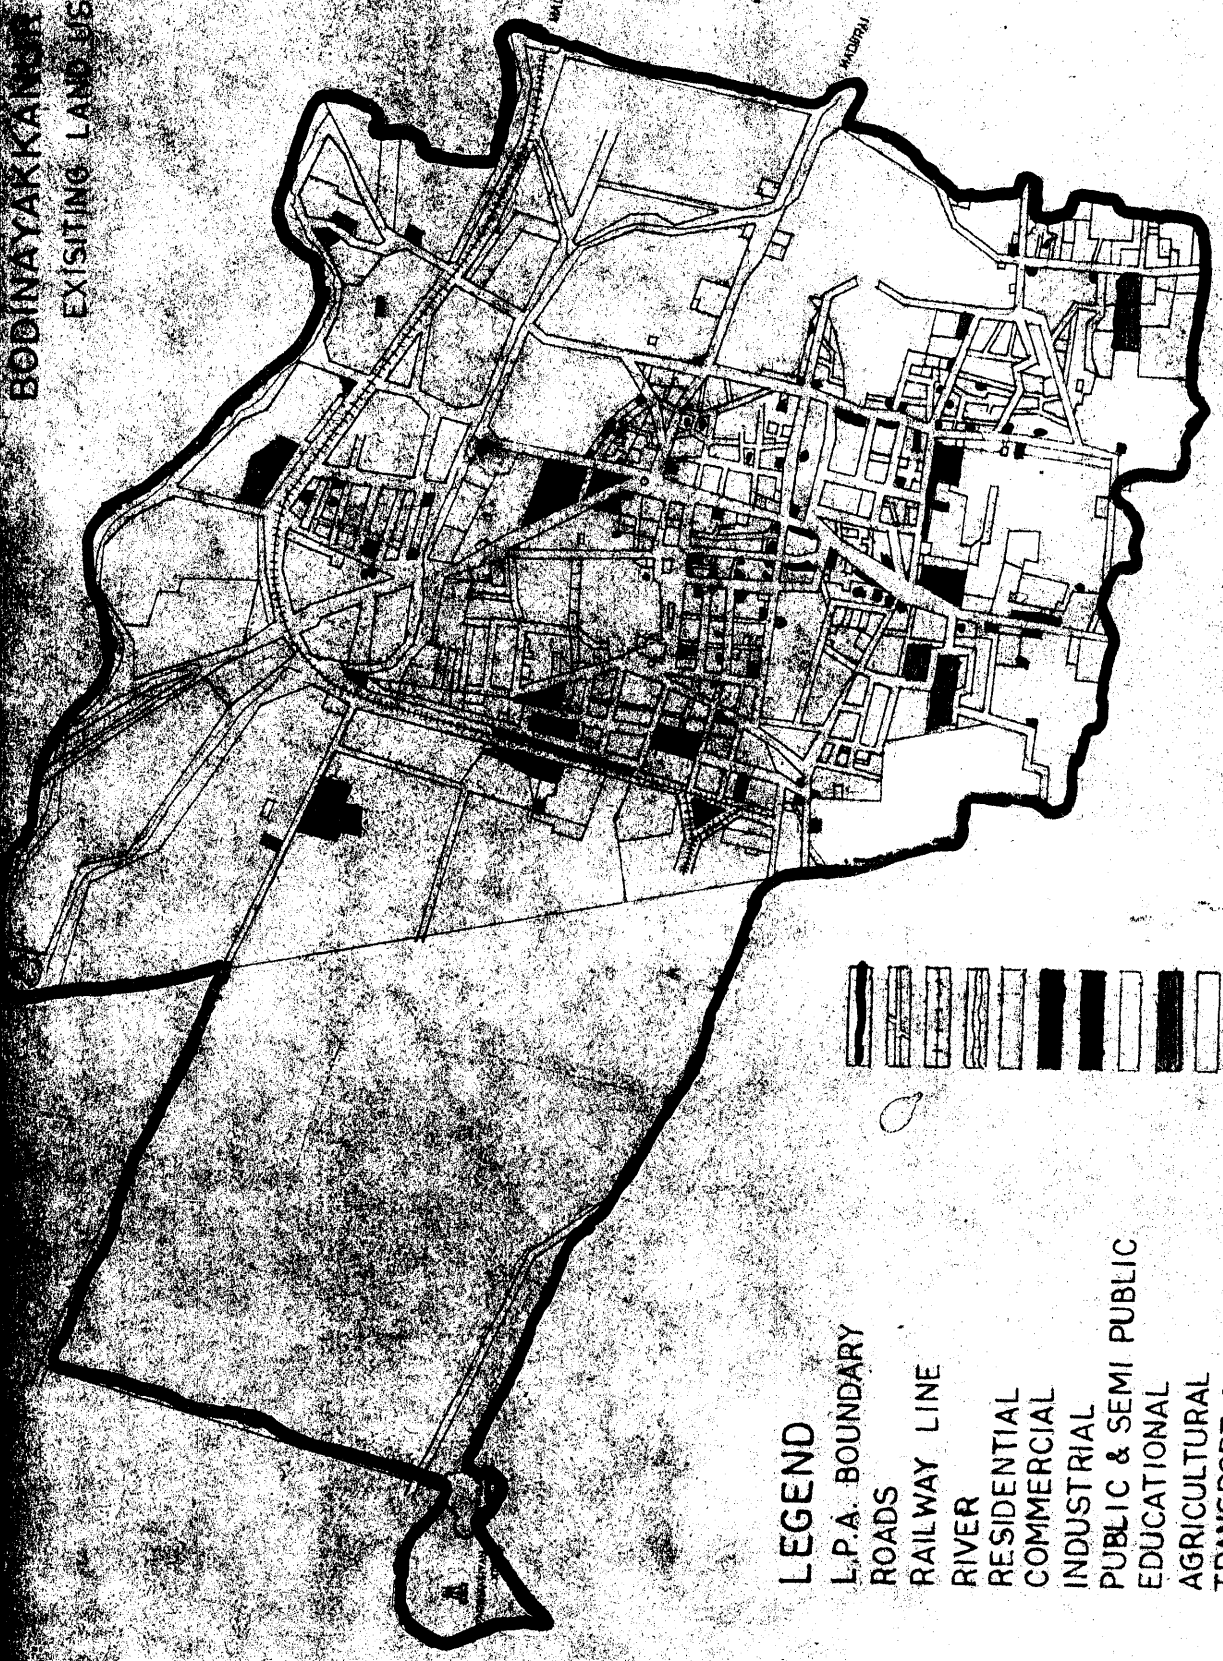 BODINAYAKKANUR
EXISITING LAND US
MADURAI
LEGEND
L.P.A. BOUNDARY
ROADS
RAILWAY LINE
RIVER
RESIDENTIAL
COMMERCIAL
INDUSTRIAL
PUBLIC & SEMI PUBLIC
EDUCATIONAL
AGRICULTURAL